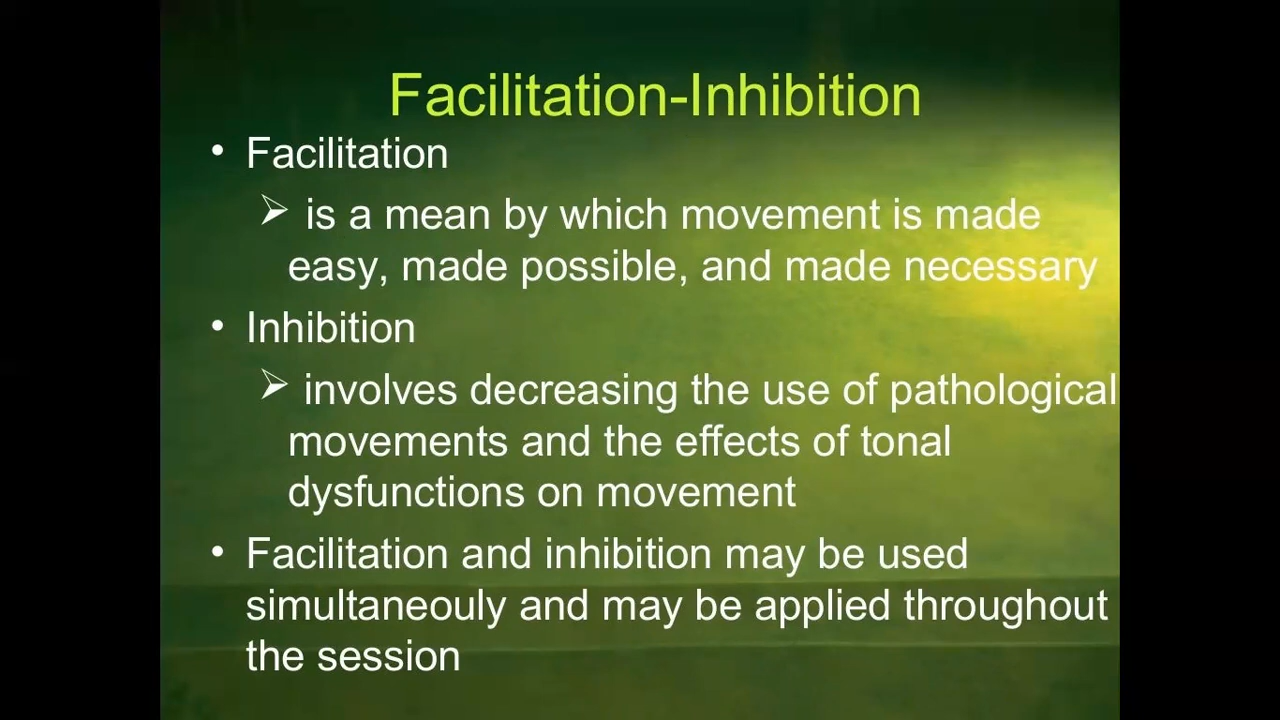 Facilitation-Inhibition
• Facilitation
➢ is a mean by which movement is made
easy, made possible, and made necessary
• Inhibition
➢ involves decreasing the use of pathological
movements and the effects of tonal
dysfunctions on movement
• Facilitation and inhibition may be used
simultaneouly and may be applied throughout
the session